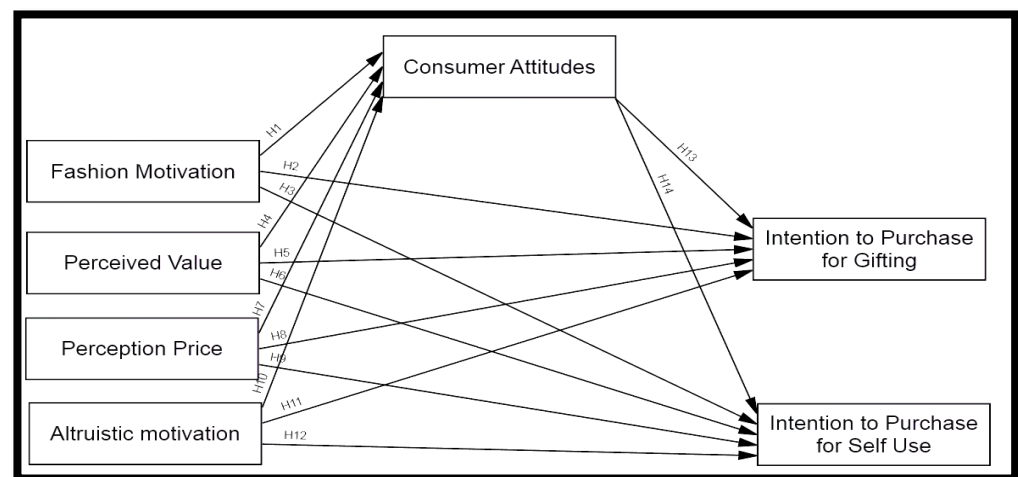 Consumer Attitudes
H1
H13
Fashion Motivation
H2
H3
H14
H4
Perceived Value
H5
H6
Intention to Purchase
for Gifting
H7
Perception Price
H8
H9
H10
H11
Altruistic motivation
H12
Intention to Purchase
for Self Use